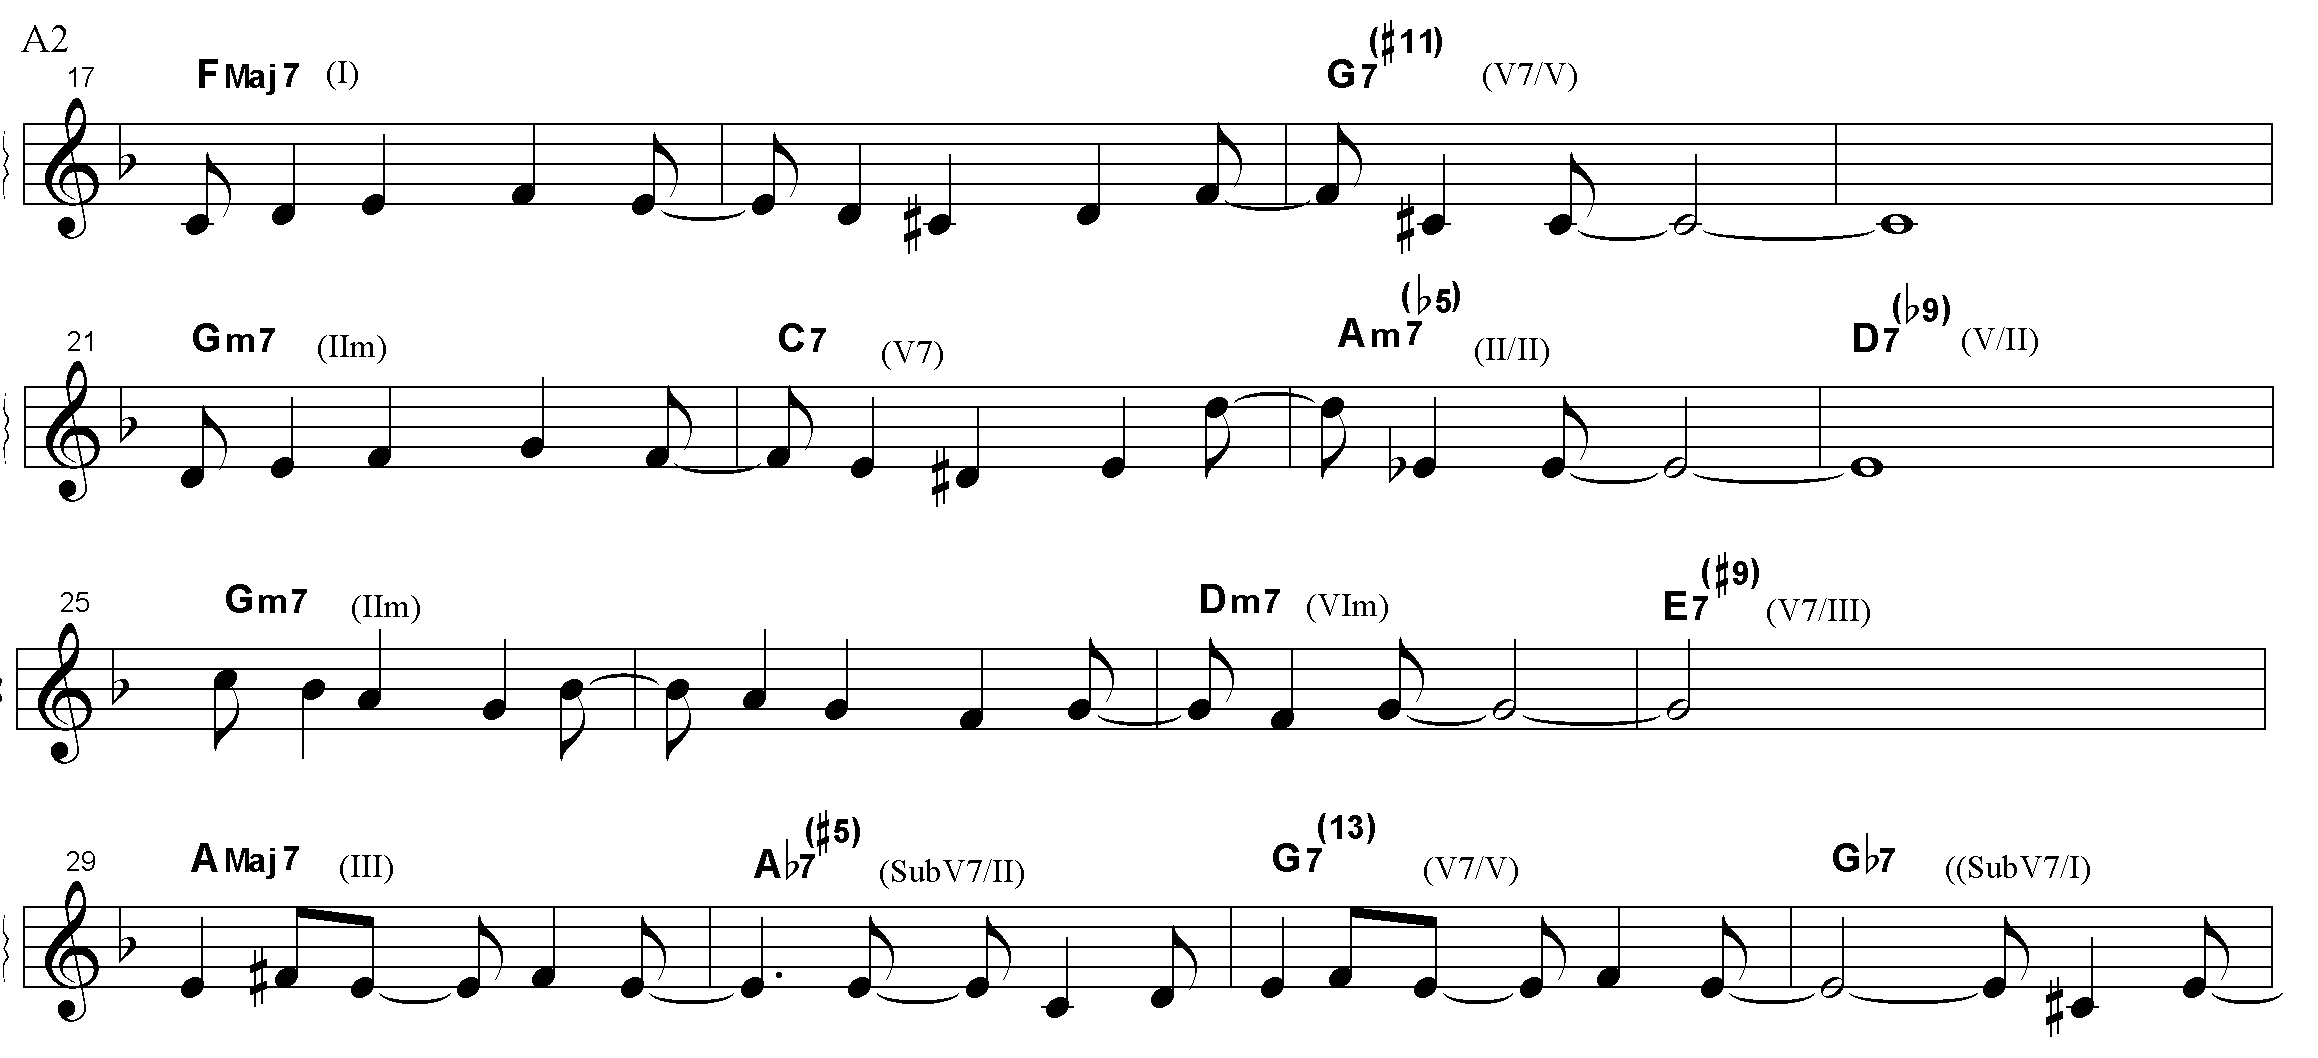 A2
17 FMaj7 (I) G7(♯11) (V7/V)
21 Gm7 (IIm) C7 (V7) Am7(♭5) (II/II) D7(♭9) (V/II)
25 Gm7 (IIm) Dm7 (VIm) E7(♯9) (V7/III)
29 AMaj7 (III) A♭7(♯5) (SubV7/II) G7(13) (V7/V) G♭7 ((SubV7/I)